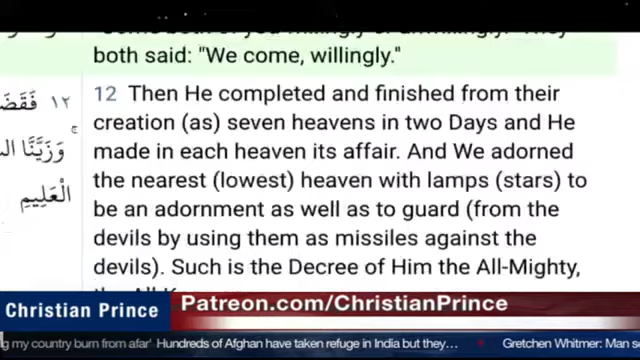 both said: "We come, willingly."
12 Then He completed and finished from their
creation (as) seven heavens in two Days and He
made in each heaven its affair. And We adorned
the nearest (lowest) heaven with lamps (stars) to
be an adornment as well as to guard (from the
devils by using them as missiles against the
devils). Such is the Decree of Him the All-Mighty,
١٢
وَزَيَّنَّا
الْعَلِيمِ
Christian Prince
Patreon.com/ChristianPrince
g my country burn from afar' Hundreds of Afghan have taken refuge in India but they… Gretchen Whitmer: Man s